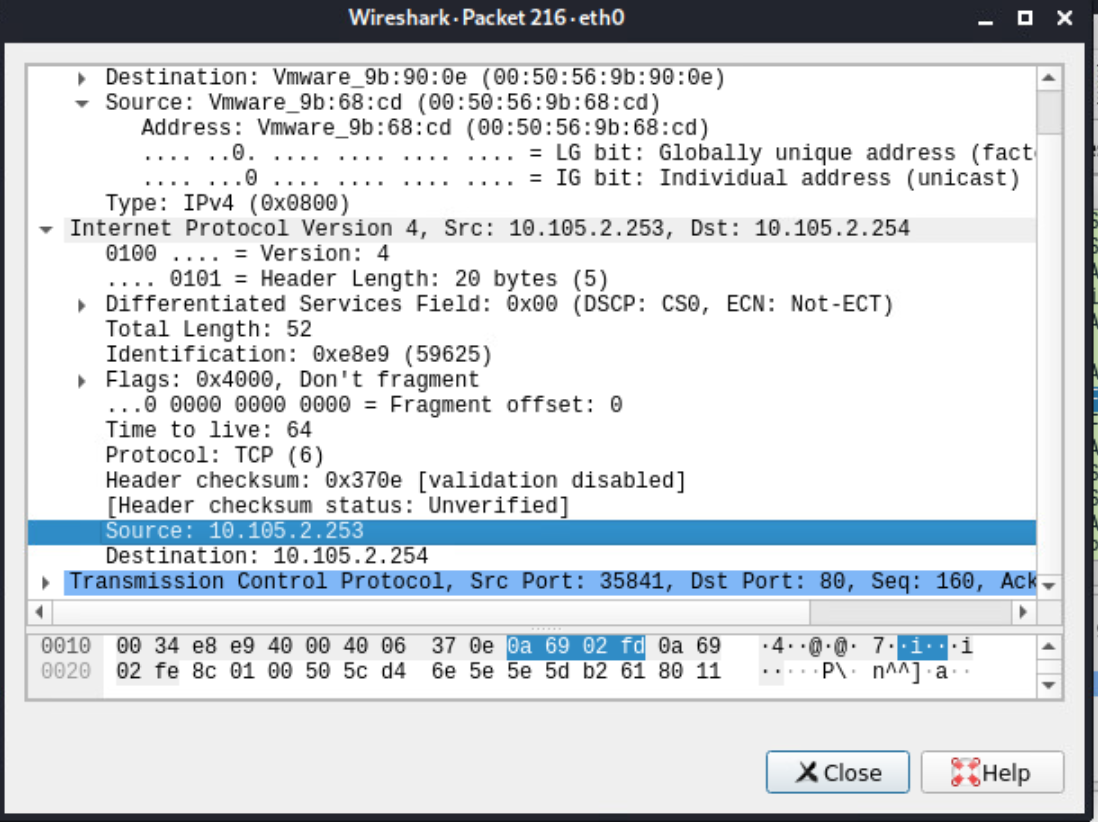 Wireshark · Packet 216 · eth0
Destination: Vmware_9b:90:0e (00:50:56:9b:90:0e)
Source: Vmware_9b:68:cd (00:50:56:9b:68:cd)
Address: Vmware_9b:68:cd (00:50:56:9b:68:cd)
.... ..0. .... .... .... .... = LG bit: Globally unique address (fact
.... ...0 .... .... .... .... = IG bit: Individual address (unicast)
Type: IPv4 (0x0800)
Internet Protocol Version 4, Src: 10.105.2.253, Dst: 10.105.2.254
0100 .... = Version: 4
.... 0101 = Header Length: 20 bytes (5)
Differentiated Services Field: 0x00 (DSCP: CS0, ECN: Not-ECT)
Total Length: 52
Identification: 0xe8e9 (59625)
Flags: 0x4000, Don't fragment
...0 0000 0000 0000 = Fragment offset: 0
Time to live: 64
Protocol: TCP (6)
Header checksum: 0x370e [validation disabled]
[Header checksum status: Unverified]
Source: 10.105.2.253
Destination: 10.105.2.254
Transmission Control Protocol, Src Port: 35841, Dst Port: 80, Seq: 160, Ack
0010 00 34 e8 e9 40 00 40 06 37 0e 0a 69 02 fd 0a 69 ·4··@·@· 7··i···i
0020 02 fe 8c 01 00 50 5c d4 6e 5e 5e 5d b2 61 80 11 ·····P\· n^^]·a··
Close
Help